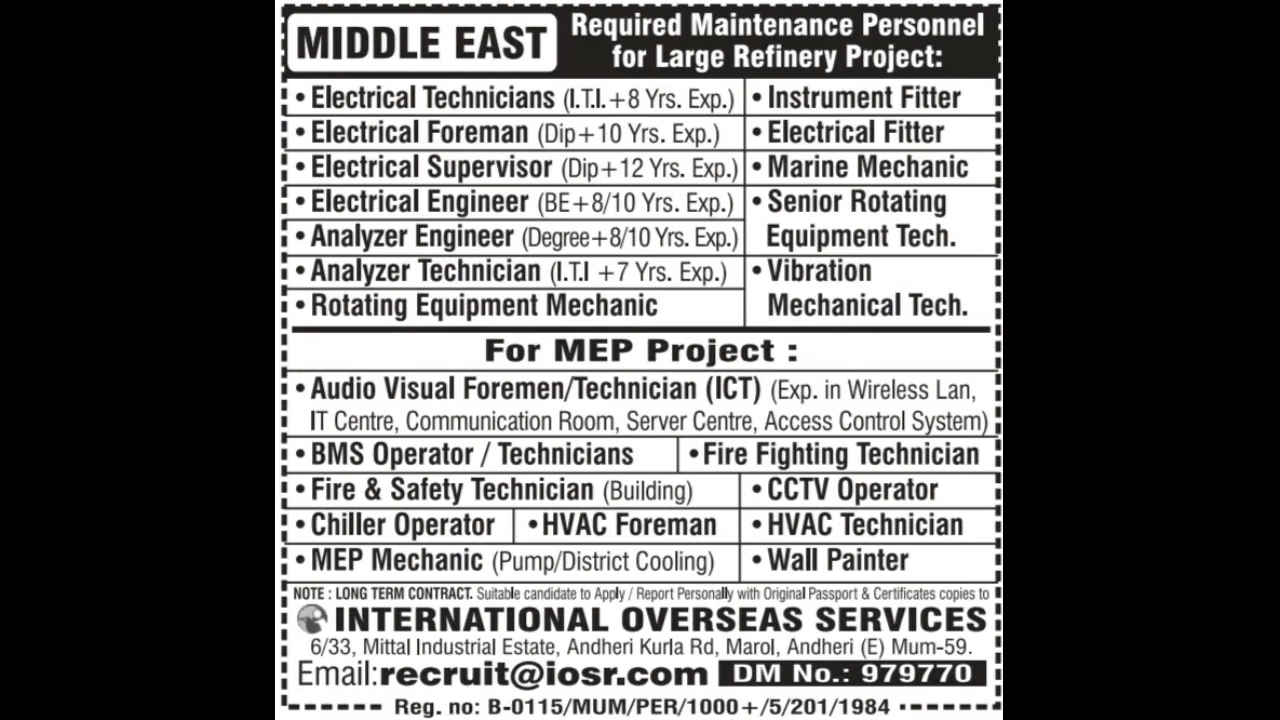 MIDDLE EAST
Required Maintenance Personnel
for Large Refinery Project:
• Electrical Technicians (I.T.I.+8 Yrs. Exp.)
• Electrical Foreman (Dip+10 Yrs. Exp.)
• Electrical Supervisor (Dip+12 Yrs. Exp.)
• Electrical Engineer (BE+8/10 Yrs. Exp.)
• Analyzer Engineer (Degree+8/10 Yrs. Exp.)
• Analyzer Technician (I.T.I +7 Yrs. Exp.)
• Rotating Equipment Mechanic
• Instrument Fitter
• Electrical Fitter
• Marine Mechanic
• Senior Rotating
Equipment Tech.
• Vibration
Mechanical Tech.
For MEP Project :
• Audio Visual Foremen/Technician (ICT) (Exp. in Wireless Lan,
IT Centre, Communication Room, Server Centre, Access Control System)
• BMS Operator / Technicians • Fire Fighting Technician
• Fire & Safety Technician (Building) • CCTV Operator
• Chiller Operator • HVAC Foreman • HVAC Technician
• MEP Mechanic (Pump/District Cooling) • Wall Painter
NOTE : LONG TERM CONTRACT. Suitable candidate to Apply / Report Personally with Original Passport & Certificates copies to
INTERNATIONAL OVERSEAS SERVICES
6/33, Mittal Industrial Estate, Andheri Kurla Rd, Marol, Andheri (E) Mum-59.
Email:recruit@iosr.com DM No.: 979770
Reg. no: B-0115/MUM/PER/1000+/5/201/1984